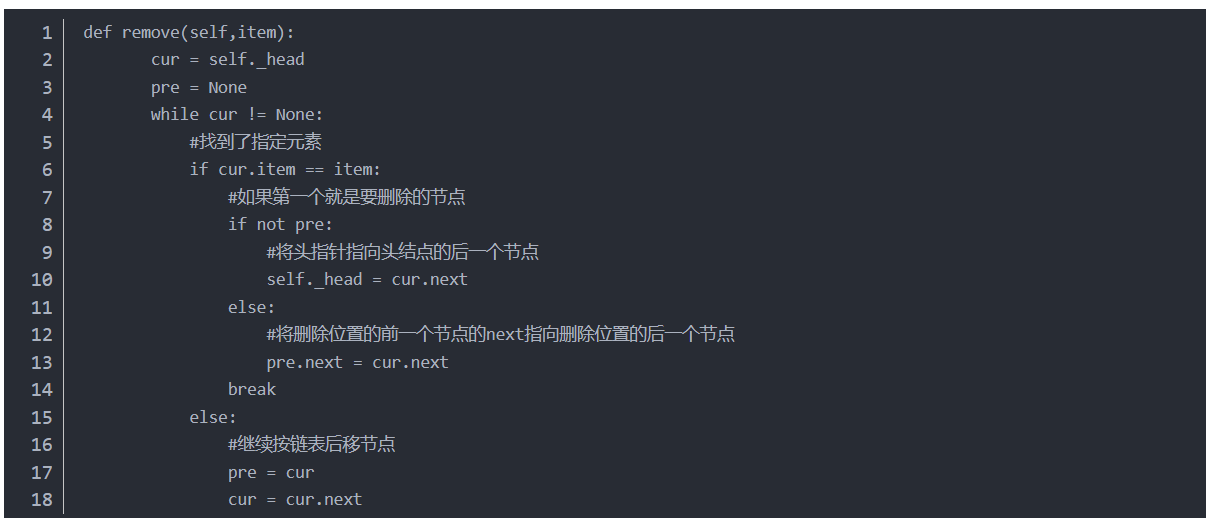 1 def remove(self,item):
2 cur = self._head
3 pre = None
4 while cur != None:
5 #找到了指定元素
6 if cur.item == item:
7 #如果第一个就是要删除的节点
8 if not pre:
9 #将头指针指向头结点的后一个节点
10 self._head = cur.next
11 else:
12 #将删除位置的前一个节点的next指向删除位置的后一个节点
13 pre.next = cur.next
14 break
15 else:
16 #继续按链表后移节点
17 pre = cur
18 cur = cur.next